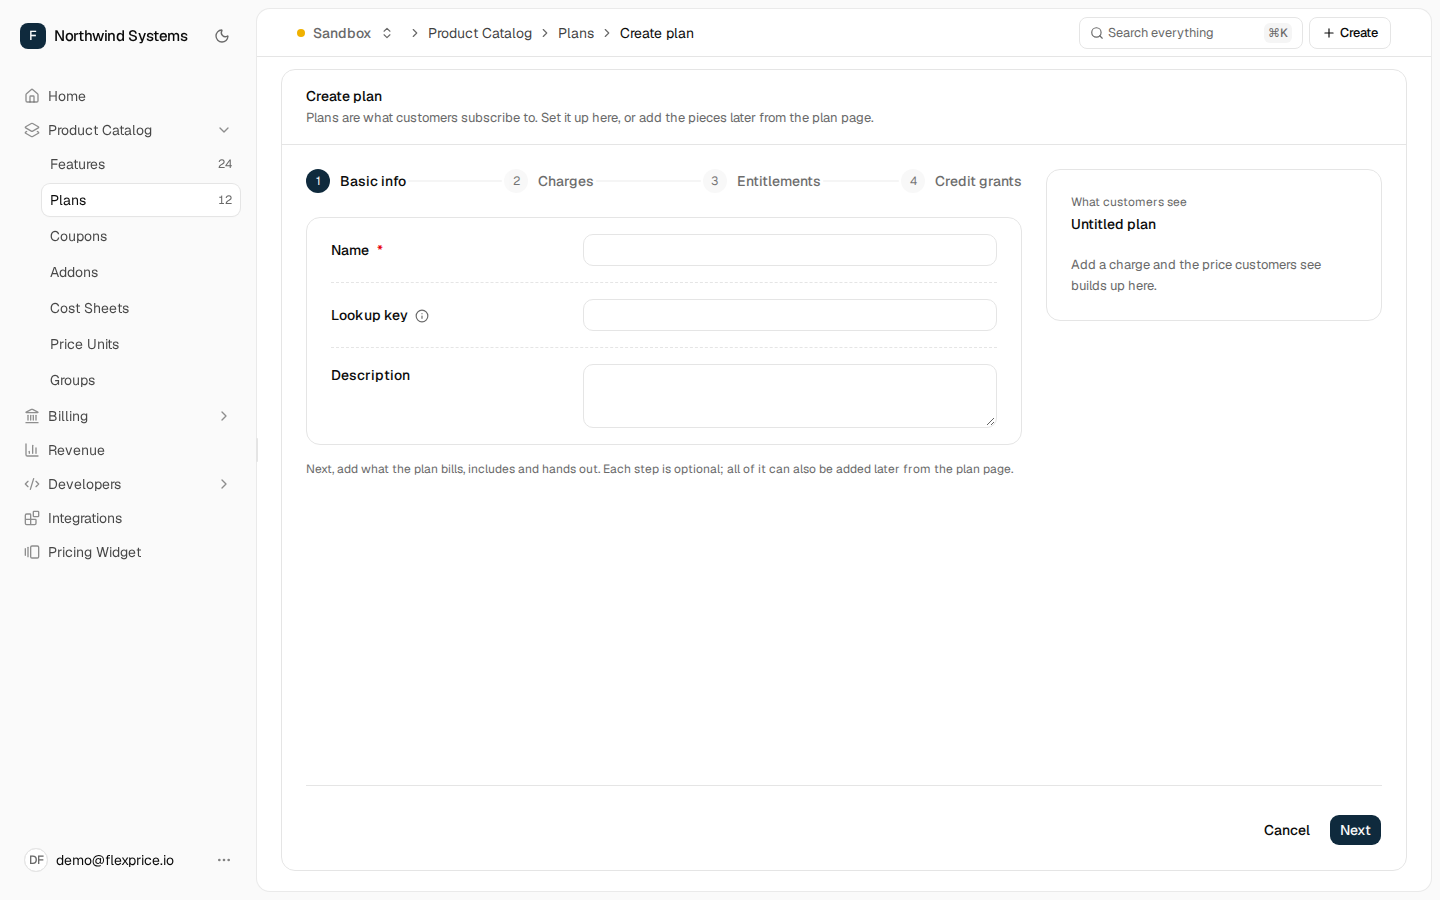 F
Northwind Systems
Home
Product Catalog
Features 24
Plans 12
Coupons
Addons
Cost Sheets
Price Units
Groups
Billing
Revenue
Developers
Integrations
Pricing Widget
DF demo@flexprice.io
Sandbox Product Catalog Plans Create plan
Search everything ⌘K
Create
Create plan
Plans are what customers subscribe to. Set it up here, or add the pieces later from the plan page.
1 Basic info 2 Charges 3 Entitlements 4 Credit grants
Name *
Lookup key
Description
Next, add what the plan bills, includes and hands out. Each step is optional; all of it can also be added later from the plan page.
What customers see
Untitled plan
Add a charge and the price customers see
builds up here.
Cancel Next